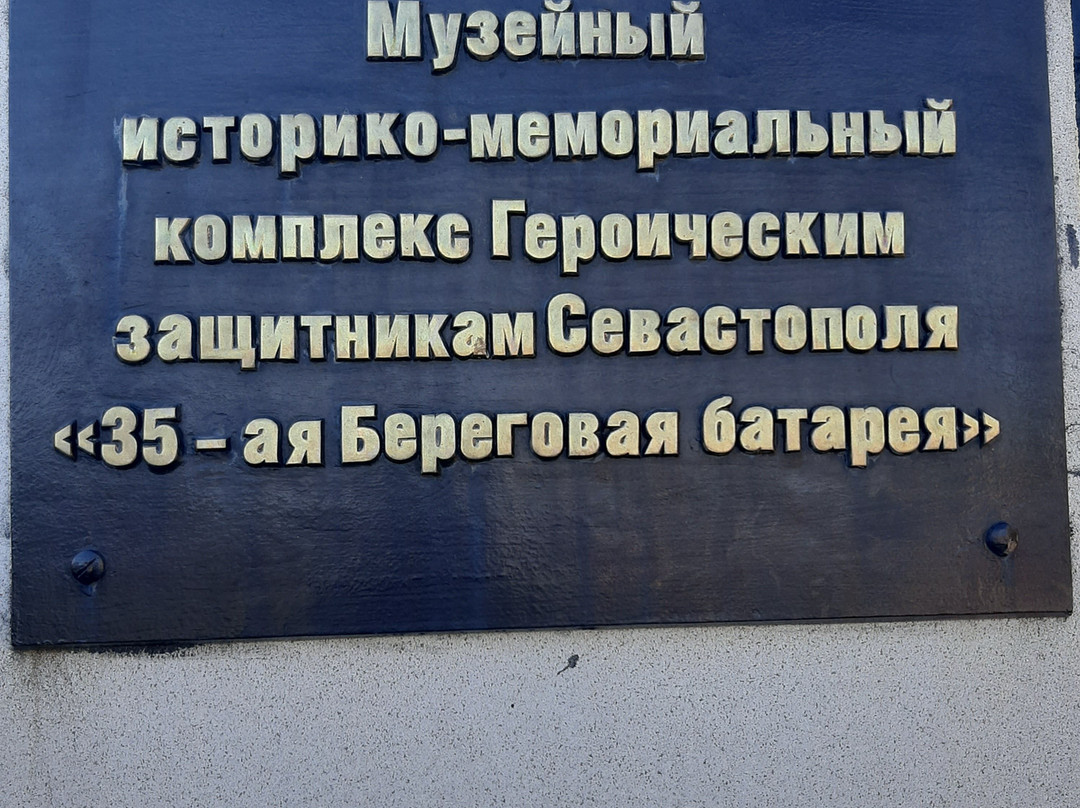 Музейный
историко-мемориальный
комплекс Героическим
защитникам Севастополя
«35 – ая Береговая батарея»